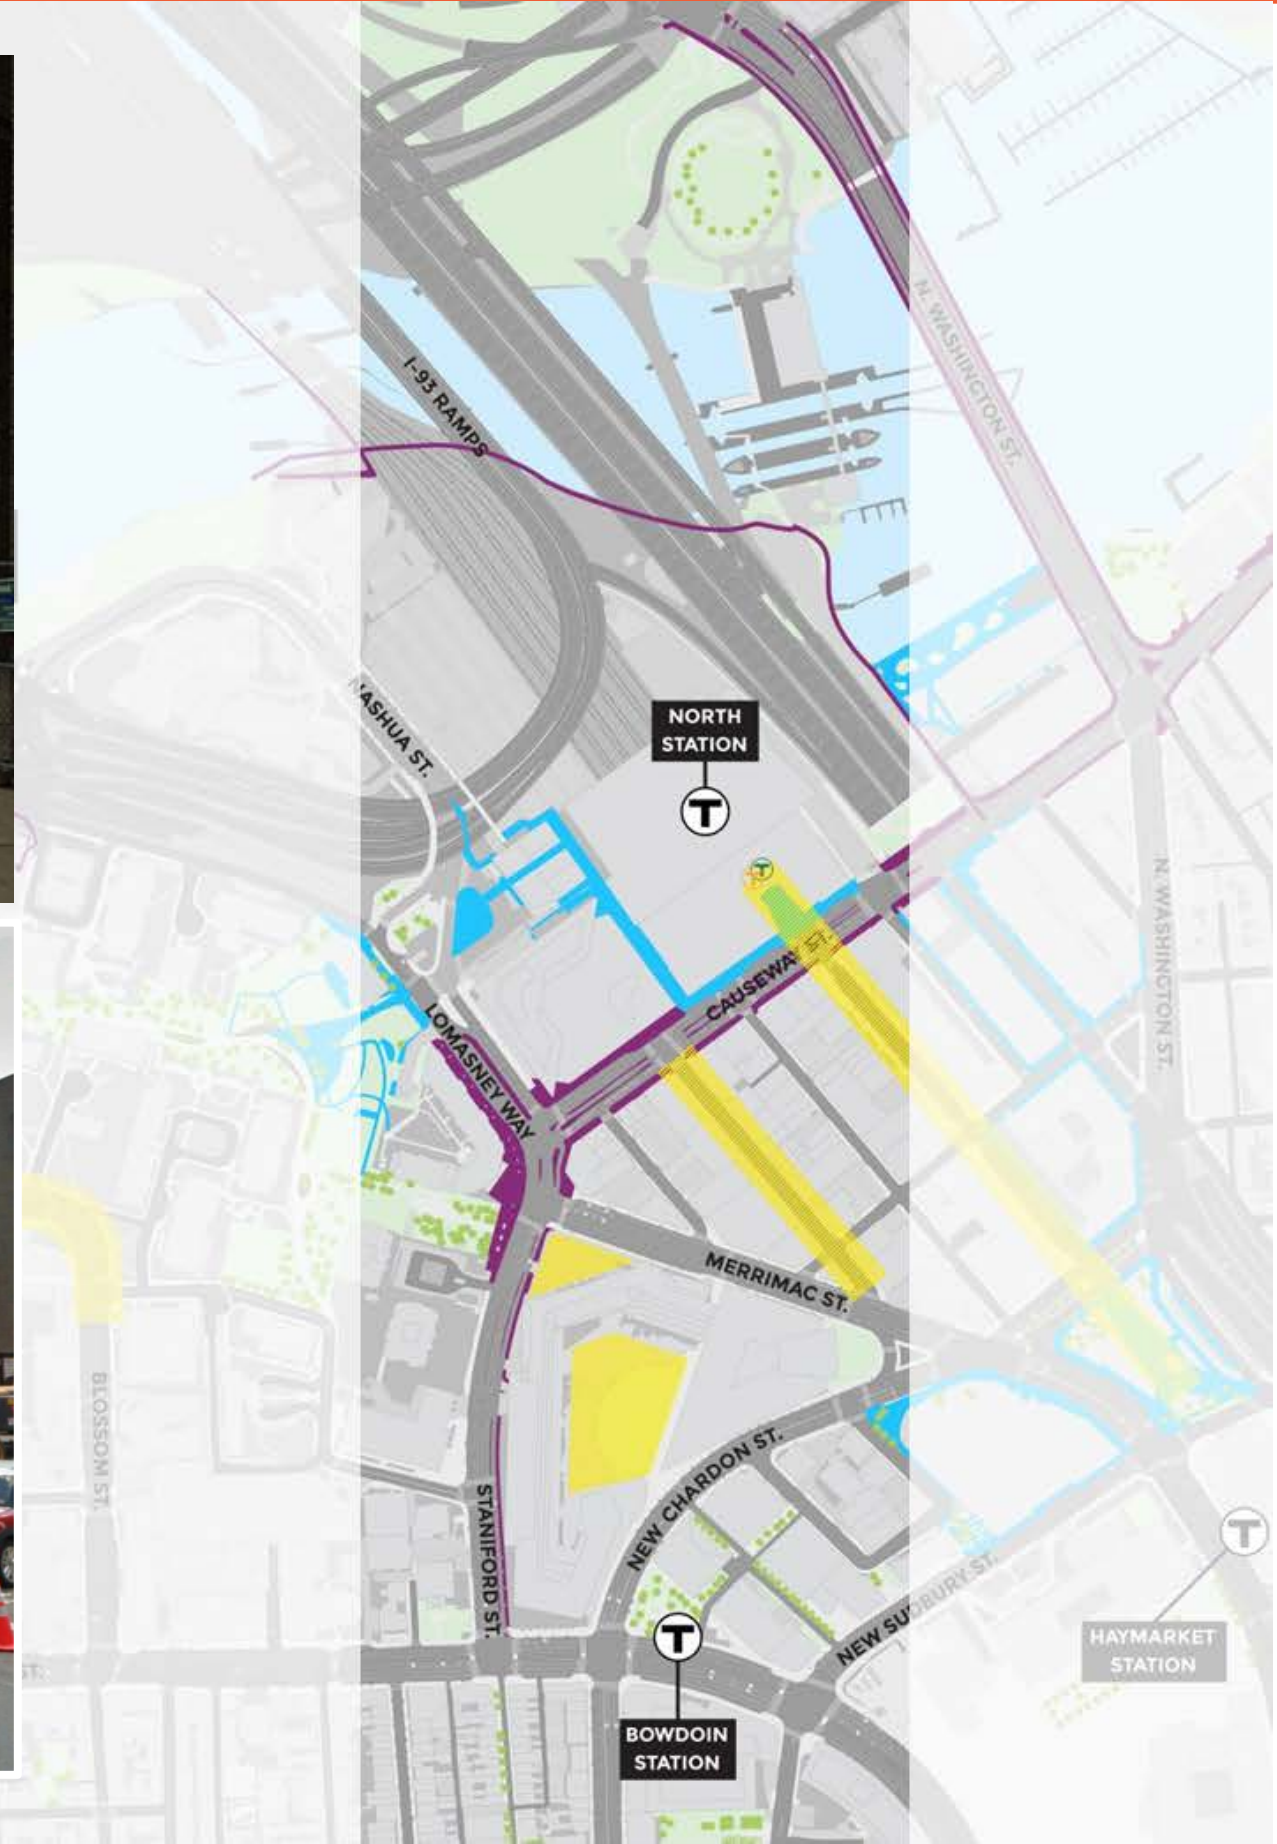 N. WASHINGTON ST.
I-93 RAMPS
NASHUA ST.
NORTH
STATION
T
T
CAUSEWAY ST.
N. WASHINGTON ST.
LOMASNEY WAY
MERRIMAC ST.
BLOSSOM ST.
STANIFORD ST.
NEW CHARDON ST.
NEW SUDBURY ST.
T
HAYMARKET
STATION
T
BOWDOIN
STATION
ST.